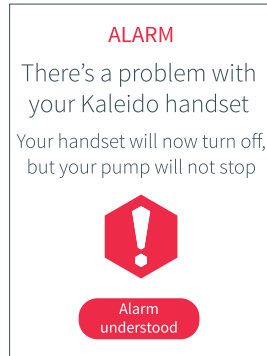 ALARM
There’s a problem with
your Kaleido handset
Your handset will now turn off,
but your pump will not stop
Alarm
understood